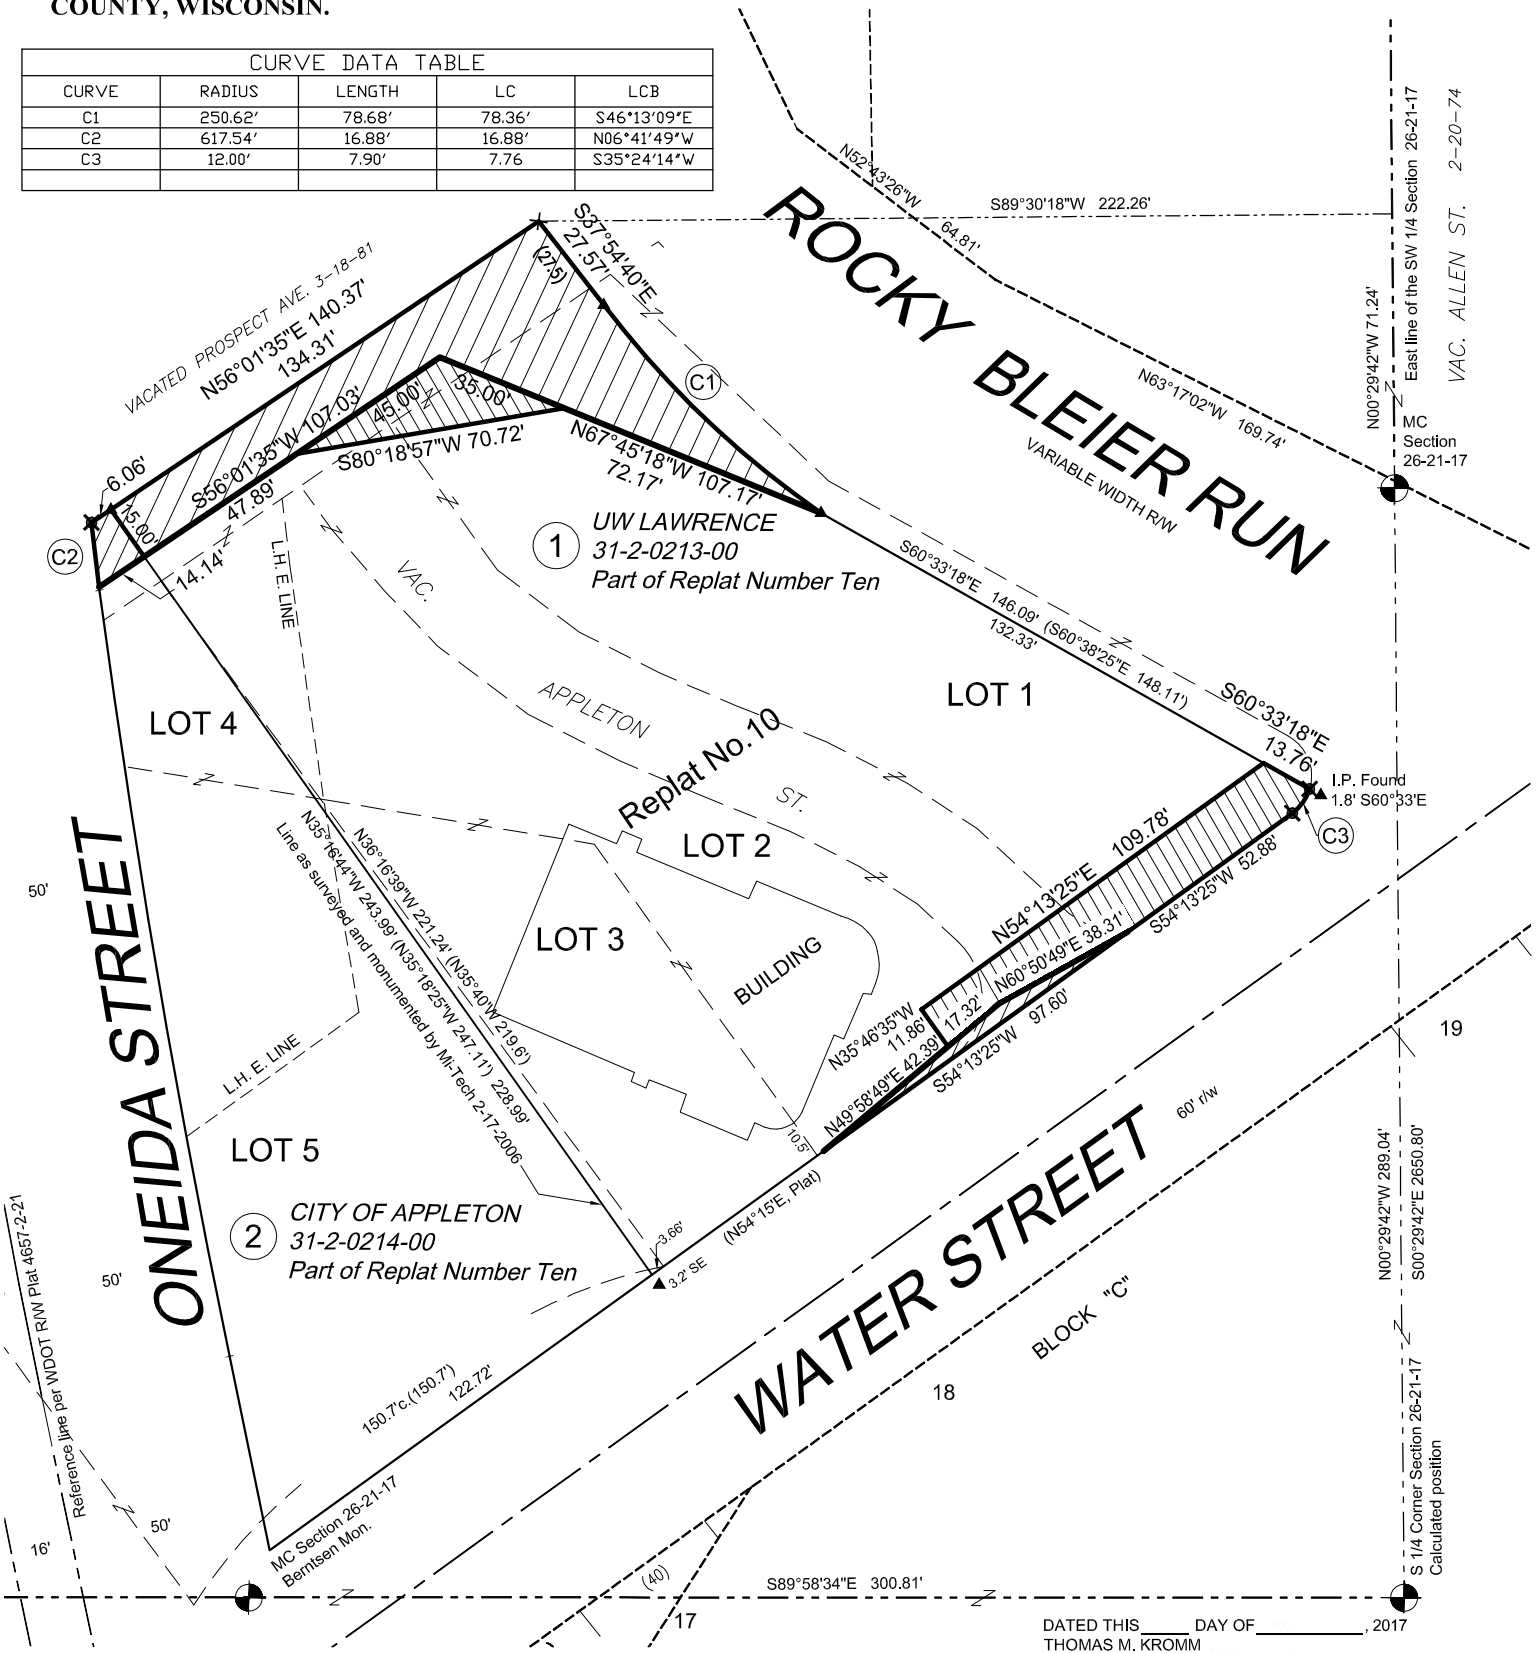 COUNTY, WISCONSIN.
CURVE DATA TABLE
CURVE RADIUS LENGTH LC LCB
C1 250.62' 78.68' 78.36' S46°13'09"E
C2 617.54' 16.88' 16.88' N06°41'49"W
C3 12.00' 7.90' 7.76 S35°24'14"W
N52°43'26"W
64.81'
S89°30'18"W 222.26'
East line of the SW 1/4 Section 26-21-17
VAC. ALLEN ST. 2-20-74
N00°29'42"W 71.24'
ROCKY BLEIER RUN
VARIABLE WIDTH R/W
N63°17'02"W 169.74'
MC
Section
26-21-17
S37°54'40"E
27.57'
(27.5)
VACATED PROSPECT AVE. 3-18-81
N56°01'35"E 140.37'
134.31'
C1
6.06'
S56°01'35"W 107.03'
45.00'
35.00'
47.89'
S80°18'57"W 70.72'
N67°45'18"W 107.17'
72.17'
15.00'
C2
14.14'
L.H. E. LINE
VAC.
APPLETON
ST.
1
UW LAWRENCE
31-2-0213-00
Part of Replat Number Ten
S60°33'18"E 146.09' (S60°38'25"E 148.11')
132.33'
LOT 1
S60°33'18"E
13.76'
I.P. Found
1.8' S60°33'E
C3
LOT 4
Replat No. 10
LOT 2
LOT 3
BUILDING
N36°16'39"W 221.24' (N35°40'W 219.6')
N35°16'44"W 243.99' (N35°18'25"W 247.11') 228.99'
Line as surveyed and monumented by Mi-Tech 2-17-2006
N54°13'25"E 109.78'
S54°13'25"W 52.88'
N60°50'49"E 38.31'
17.32'
N35°46'35"W
11.86'
N49°58'49"E 42.39'
S54°13'25"W 97.60'
10.5'
(N54°15'E, Plat)
50'
ONEIDA STREET
L.H. E. LINE
LOT 5
2
CITY OF APPLETON
31-2-0214-00
Part of Replat Number Ten
3.66'
3.2' SE
50'
150.7'c.(150.7')
122.72'
Reference line per WDOT R/W Plat 4657-2-21
MC Section 26-21-17
Berntsen Mon.
16'
50'
WATER STREET
60' r/w
BLOCK "C"
19
18
17
(40)
N00°29'42"W 289.04'
S00°29'42"E 2650.80'
S 1/4 Corner Section 26-21-17
Calculated position
S89°58'34"E 300.81'
DATED THIS_____ DAY OF____________, 2017
THOMAS M. KROMM